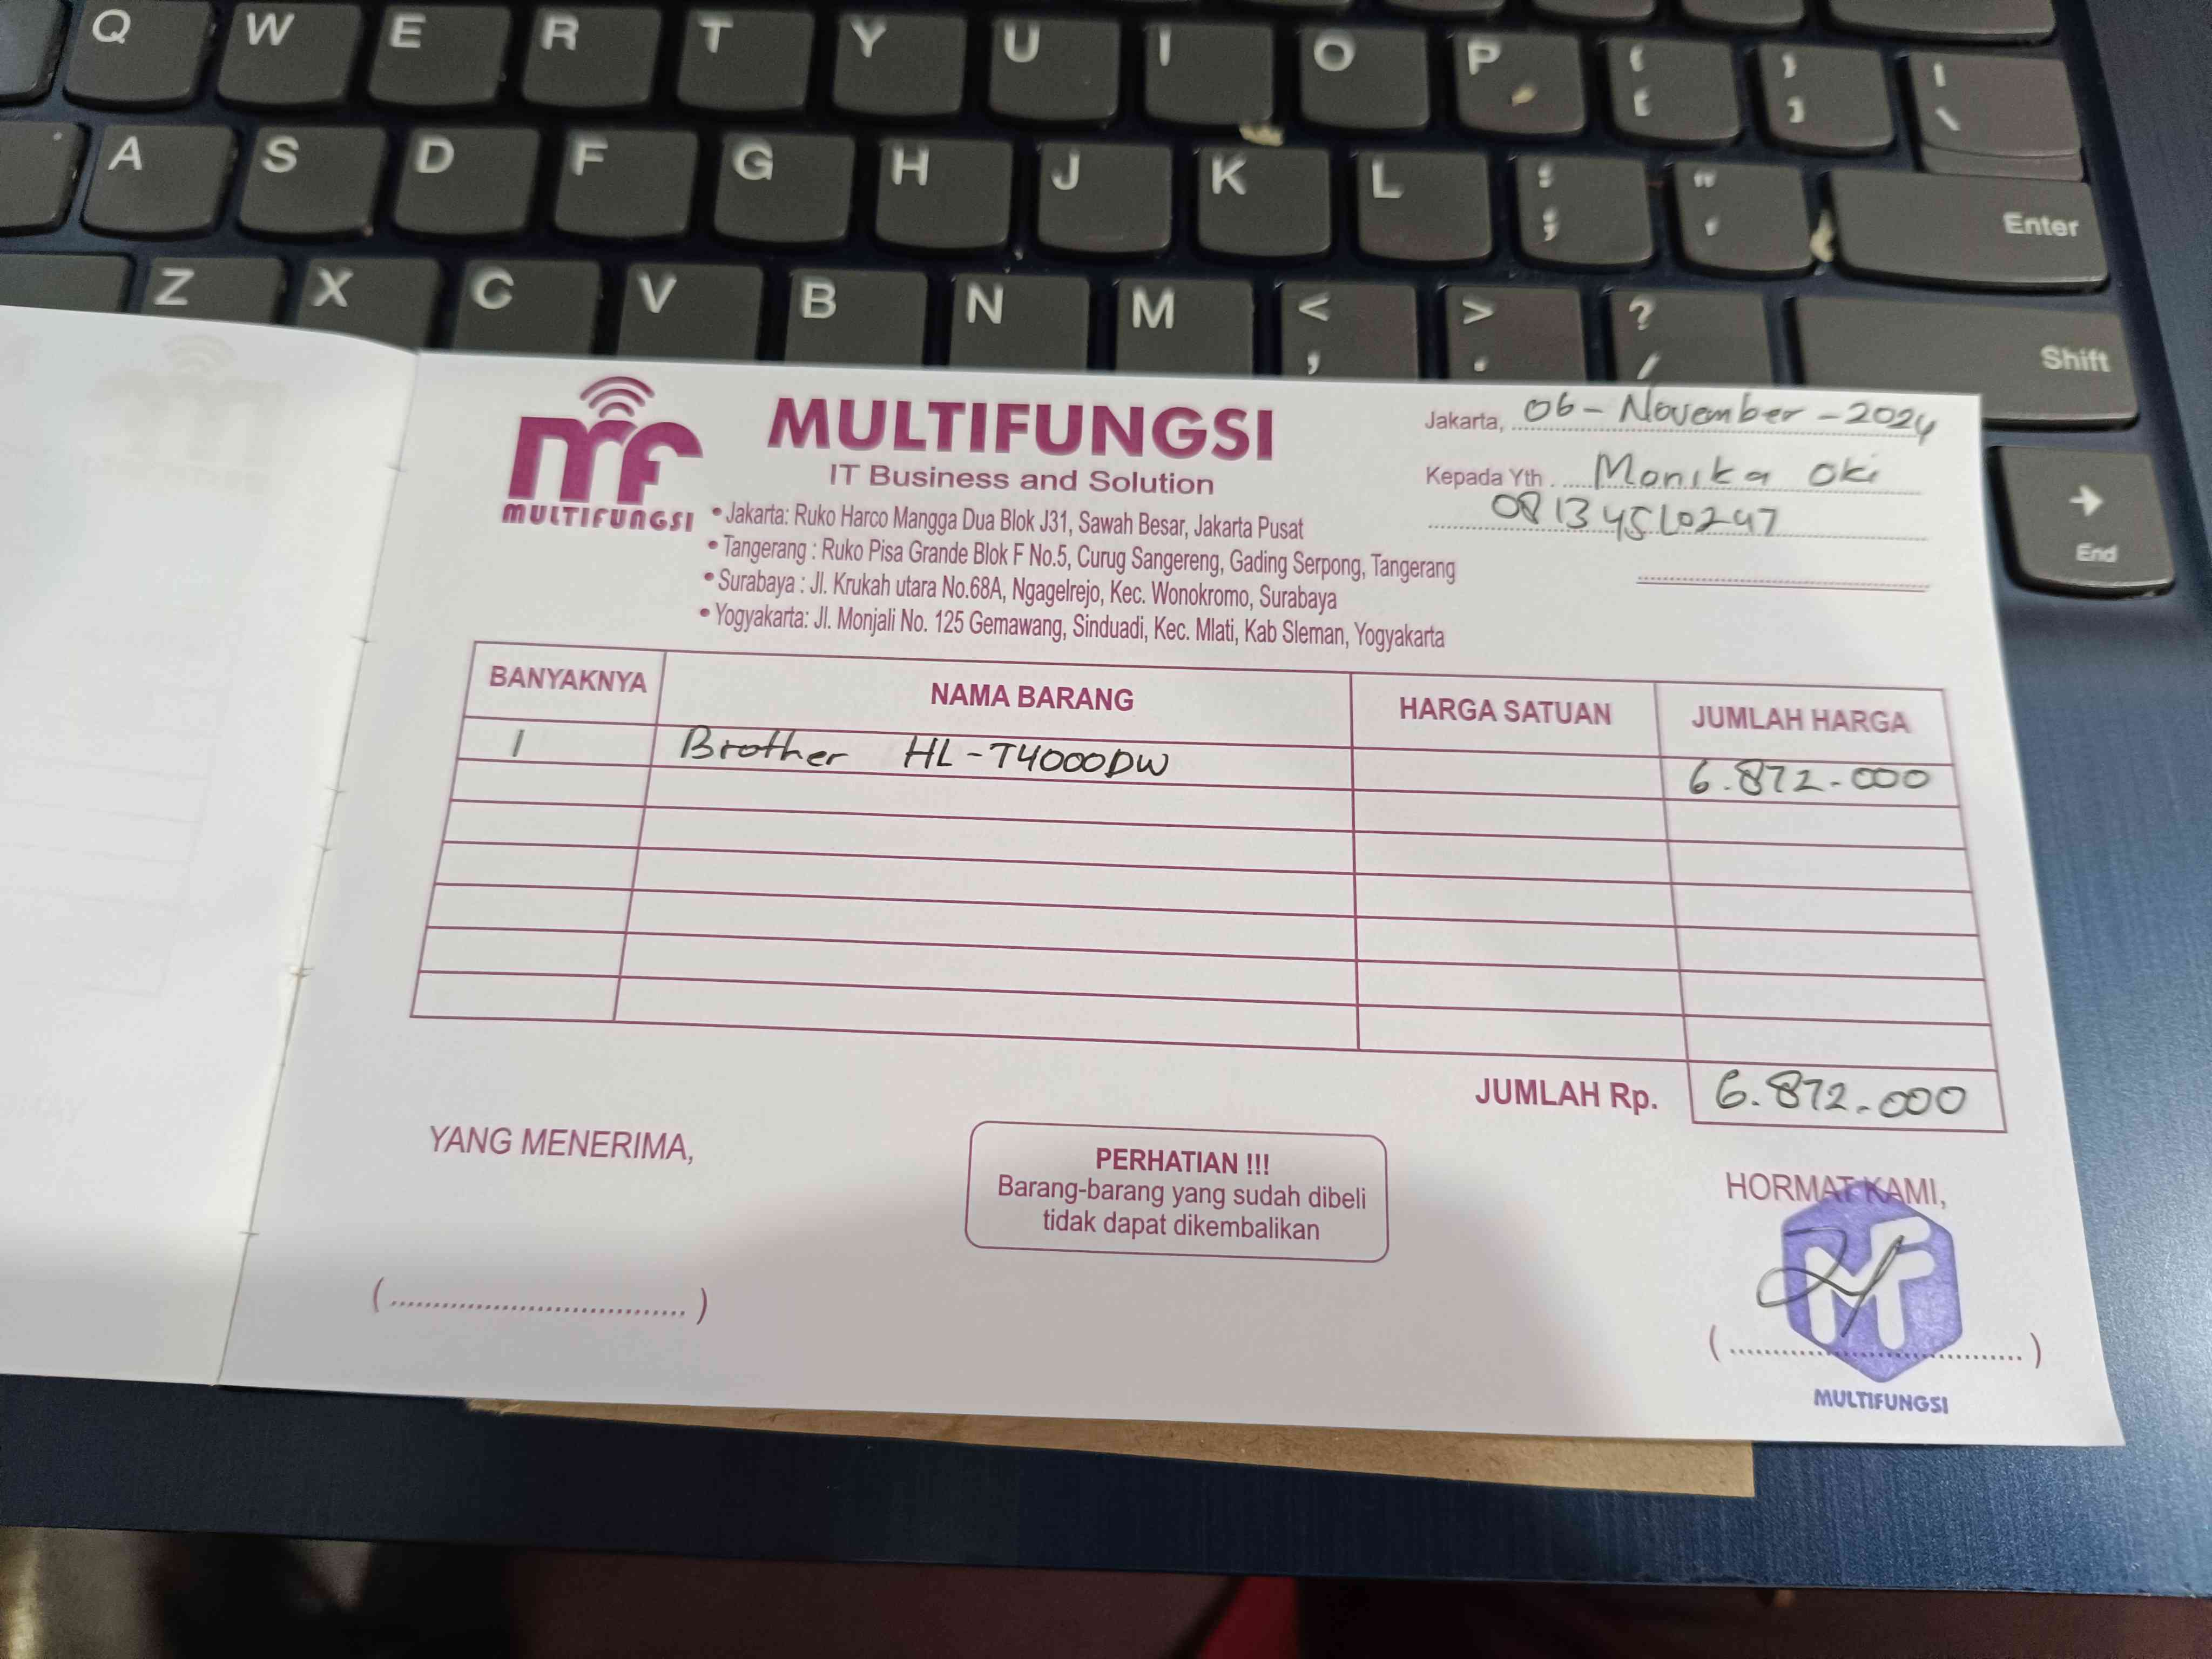 Q W E R T Y U I O P { [ } ] | \
A S D F G H J K L : ; " ' Enter
Z X C V B N M < , > . ? / Shift
End
MULTIFUNGSI
MULTIFUNGSI
IT Business and Solution
• Jakarta: Ruko Harco Mangga Dua Blok J31, Sawah Besar, Jakarta Pusat
• Tangerang : Ruko Pisa Grande Blok F No.5, Curug Sangereng, Gading Serpong, Tangerang
• Surabaya : Jl. Krukah utara No.68A, Ngagelrejo, Kec. Wonokromo, Surabaya
• Yogyakarta: Jl. Monjali No. 125 Gemawang, Sinduadi, Kec. Mlati, Kab Sleman, Yogyakarta
Jakarta, 06 - November - 2024
Kepada Yth. Monika Oki
BANYAKNYA NAMA BARANG HARGA SATUAN JUMLAH HARGA
1 Brother HL-T4000DW 6.872.000
JUMLAH Rp. 6.872.000
YANG MENERIMA,
PERHATIAN !!!
Barang-barang yang sudah dibeli
tidak dapat dikembalikan
HORMAT KAMI,
MF
MULTIFUNGSI